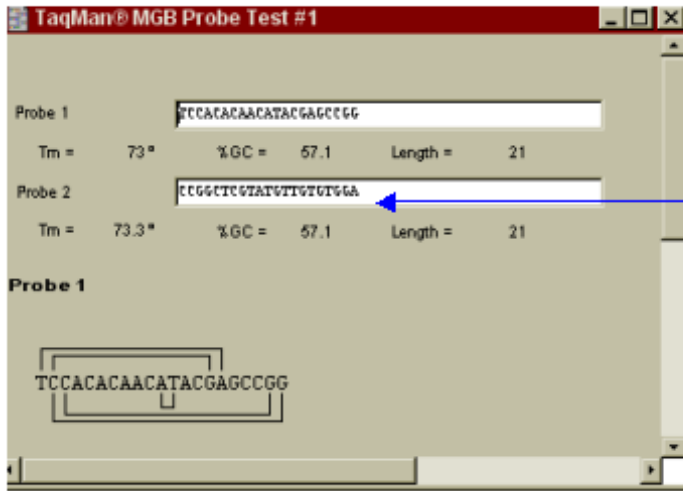 TaqMan® MGB Probe Test #1
Probe 1 TCCACACAACATACGAGCCGG
Tm = 73° %GC = 57.1 Length = 21
Probe 2 CCGGCTCGTATGTTGTGTGGA
Tm = 73.3° %GC = 57.1 Length = 21
Probe 1
TCCACACAACATACGAGCCGG